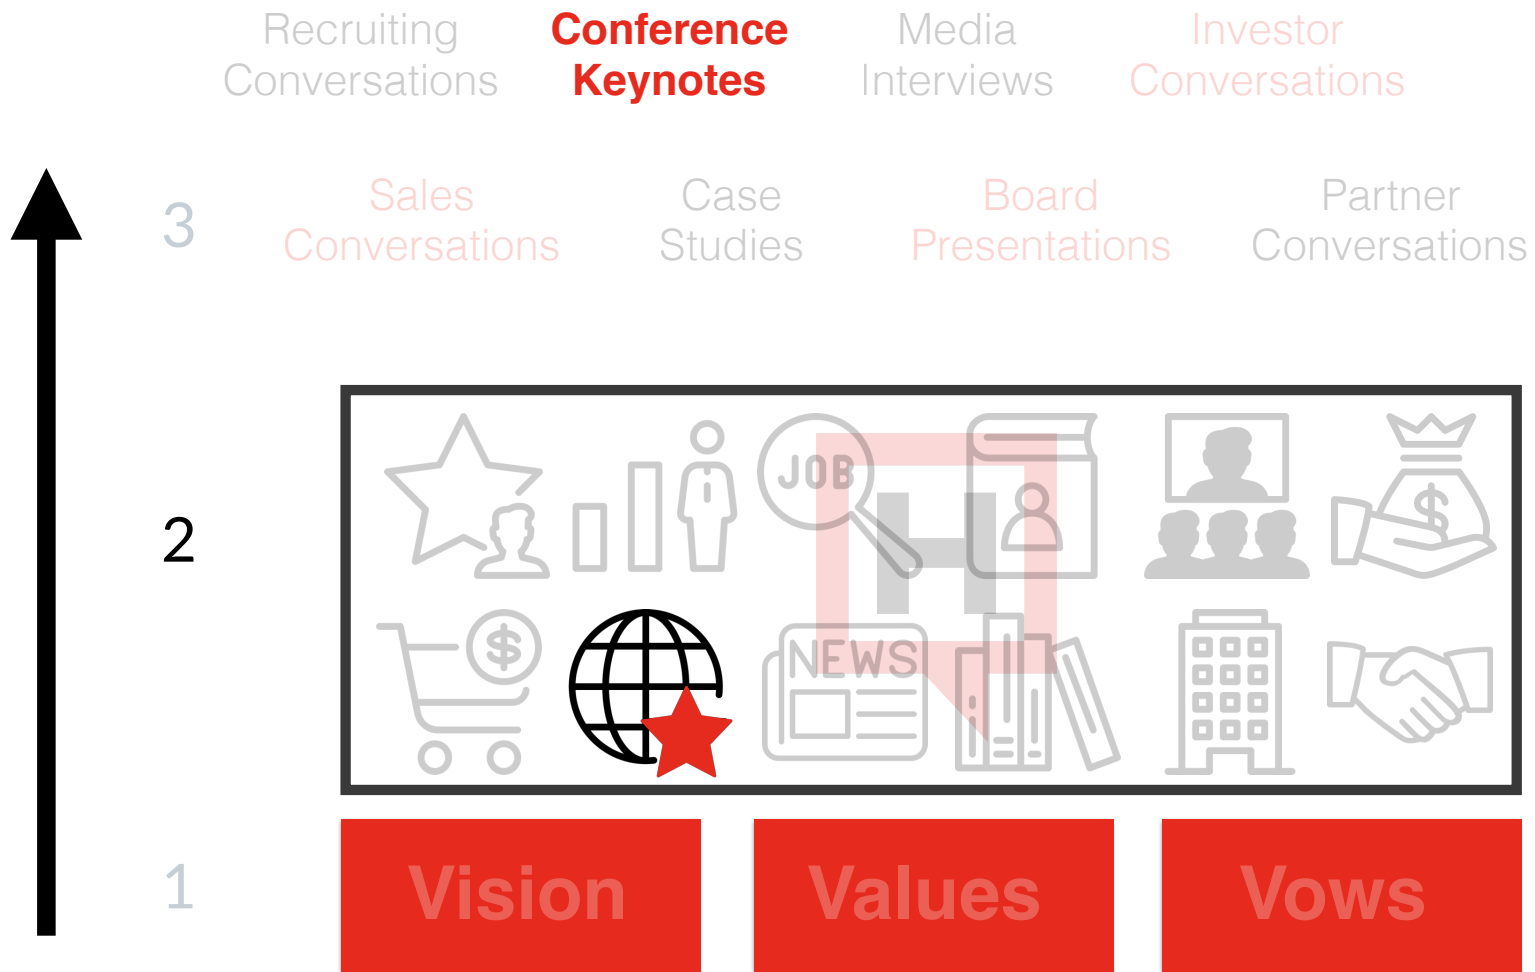 Recruiting Conversations
Conference Keynotes
Media Interviews
Investor Conversations
3
Sales Conversations
Case Studies
Board Presentations
Partner Conversations
2
JOB
H
$
$
NEWS
1
Vision
Values
Vows